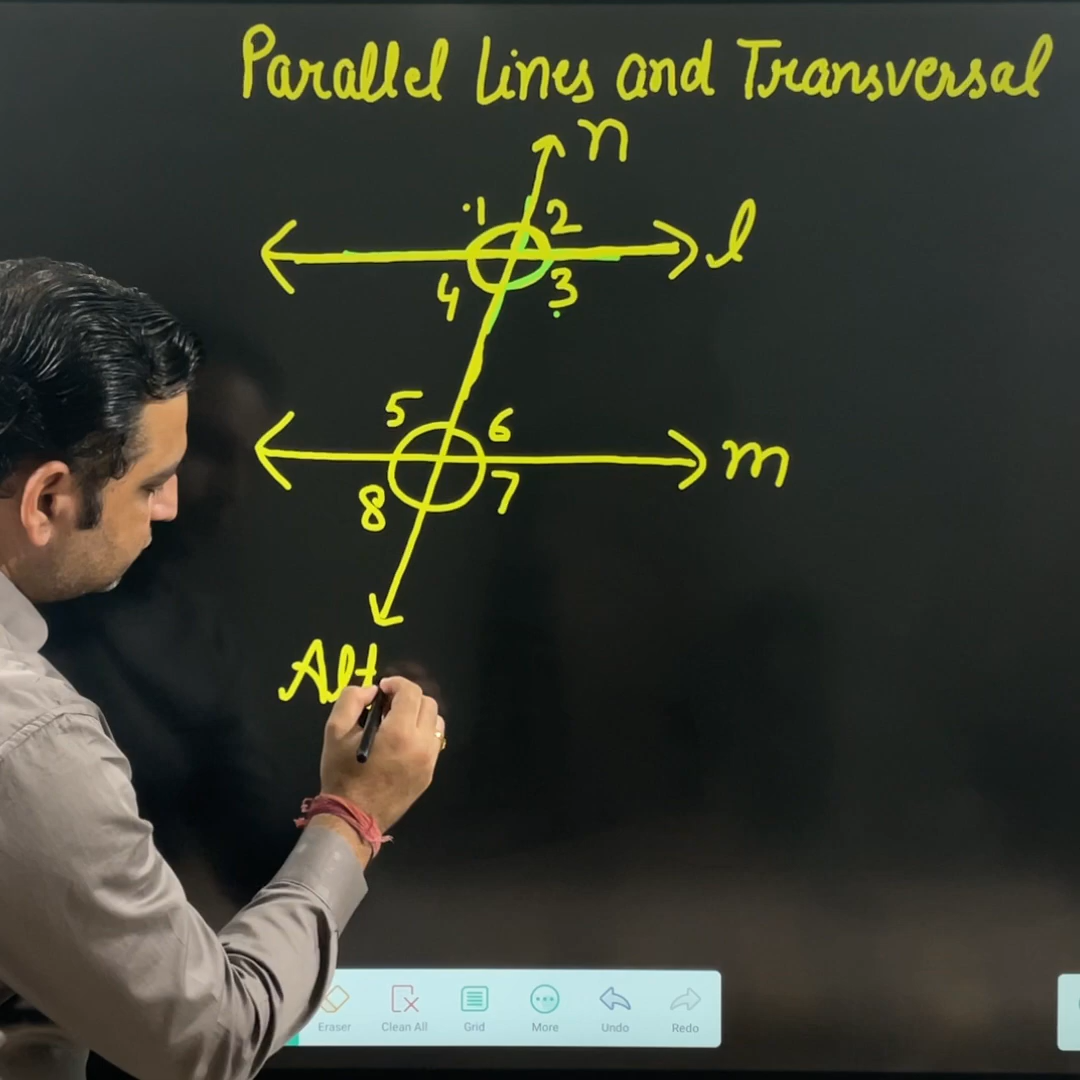 Parallel Lines and Transversal
n
1 2
l
4 3
5 6
m
8 7
Alt
Eraser Clean All Grid More Undo Redo